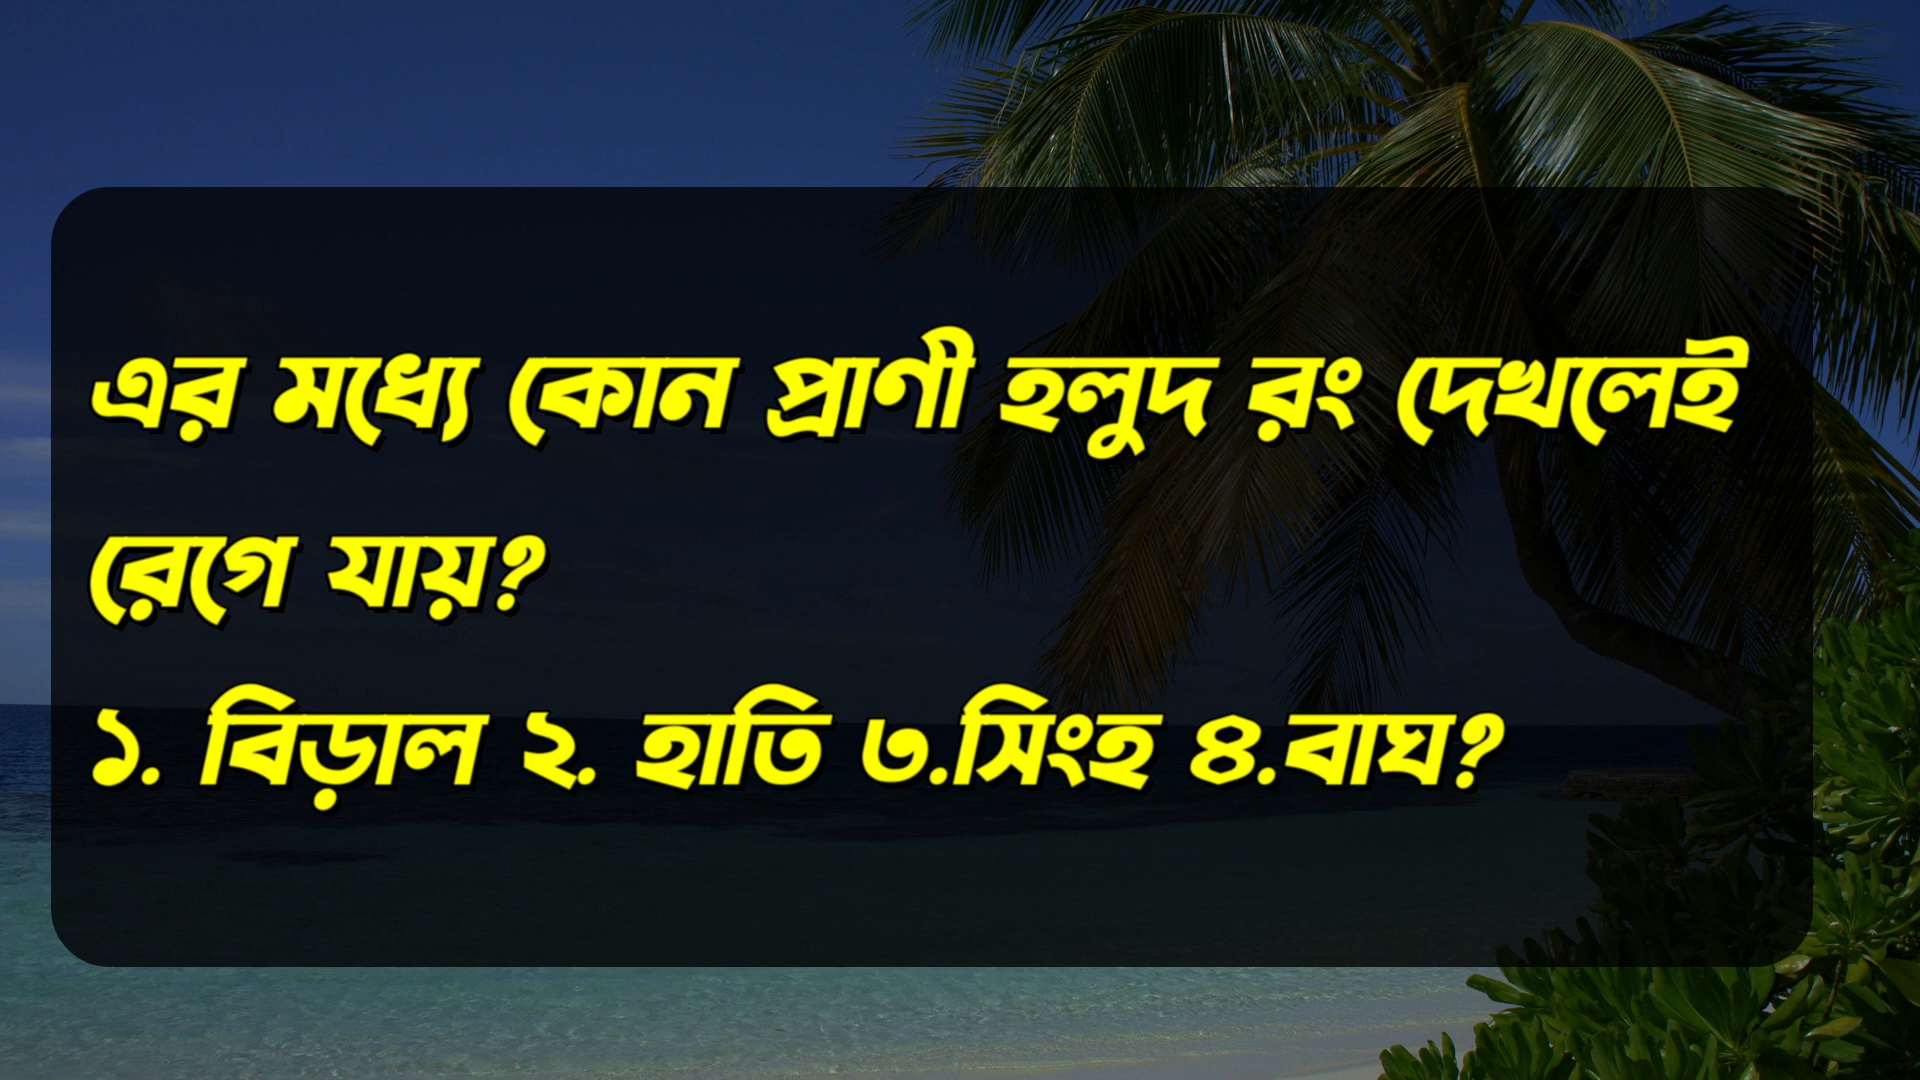 এর মধ্যে কোন প্রাণী হলুদ রং দেখলেই
রেগে যায়?
১. বিড়াল ২. হাতি ৩.সিংহ ৪.বাঘ?